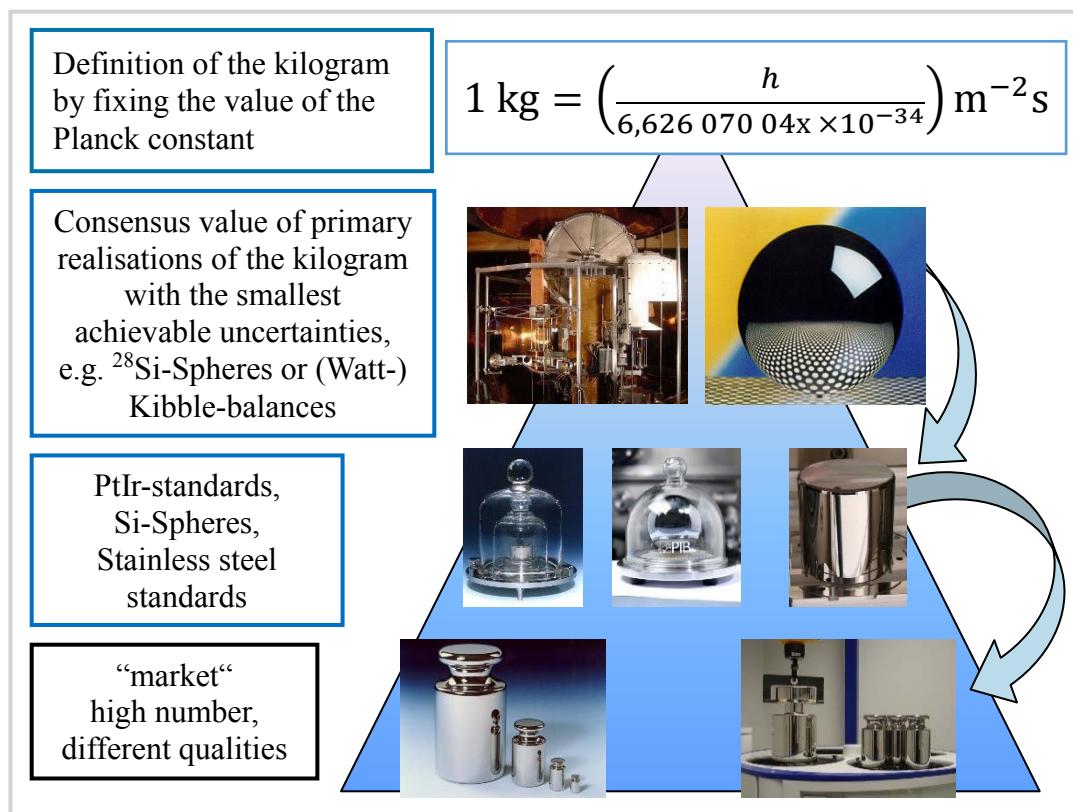 Definition of the kilogram
by fixing the value of the
Planck constant
1 kg = (h / 6,626 070 04x ×10⁻³⁴) m⁻²s
Consensus value of primary
realisations of the kilogram
with the smallest
achievable uncertainties,
e.g. ²⁸Si-Spheres or (Watt-)
Kibble-balances
PtIr-standards,
Si-Spheres,
Stainless steel
standards
PTB
“market“
high number,
different qualities